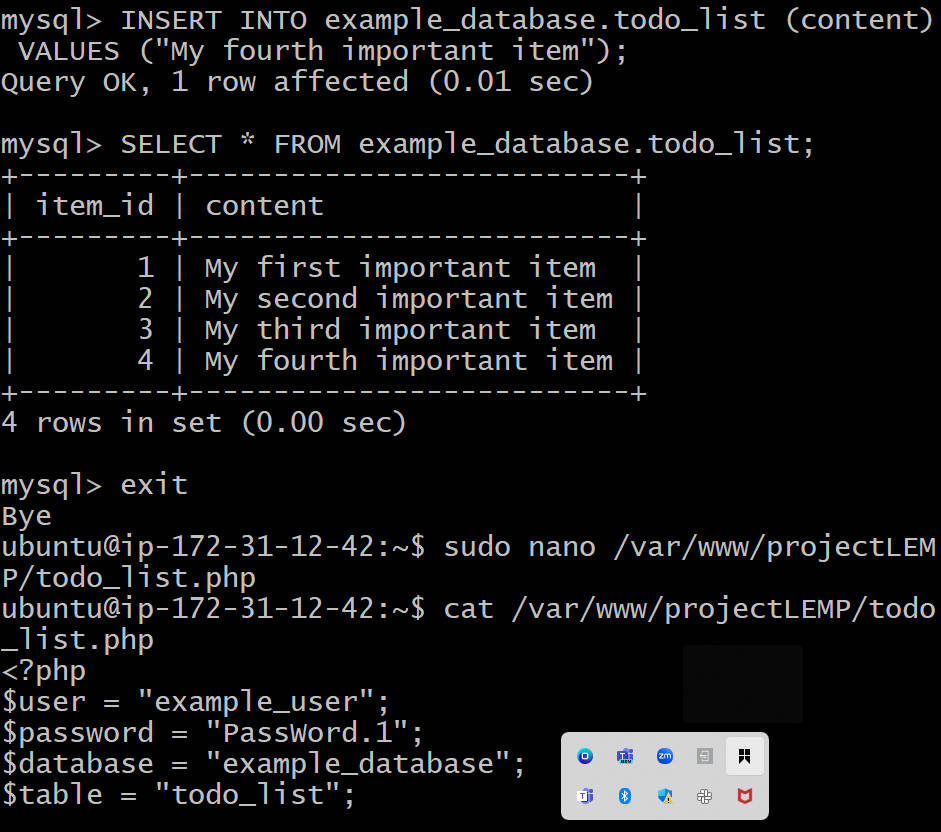 mysql> INSERT INTO example_database.todo_list (content)
 VALUES ("My fourth important item");
Query OK, 1 row affected (0.01 sec)
mysql> SELECT * FROM example_database.todo_list;
+---------+--------------------------+
| item_id | content                  |
+---------+--------------------------+
|       1 | My first important item  |
|       2 | My second important item |
|       3 | My third important item  |
|       4 | My fourth important item |
+---------+--------------------------+
4 rows in set (0.00 sec)
mysql> exit
Bye
ubuntu@ip-172-31-12-42:~$ sudo nano /var/www/projectLEM
P/todo_list.php
ubuntu@ip-172-31-12-42:~$ cat /var/www/projectLEMP/todo
_list.php
<?php
$user = "example_user";
$password = "PassWord.1";
$database = "example_database";
$table = "todo_list";
zm